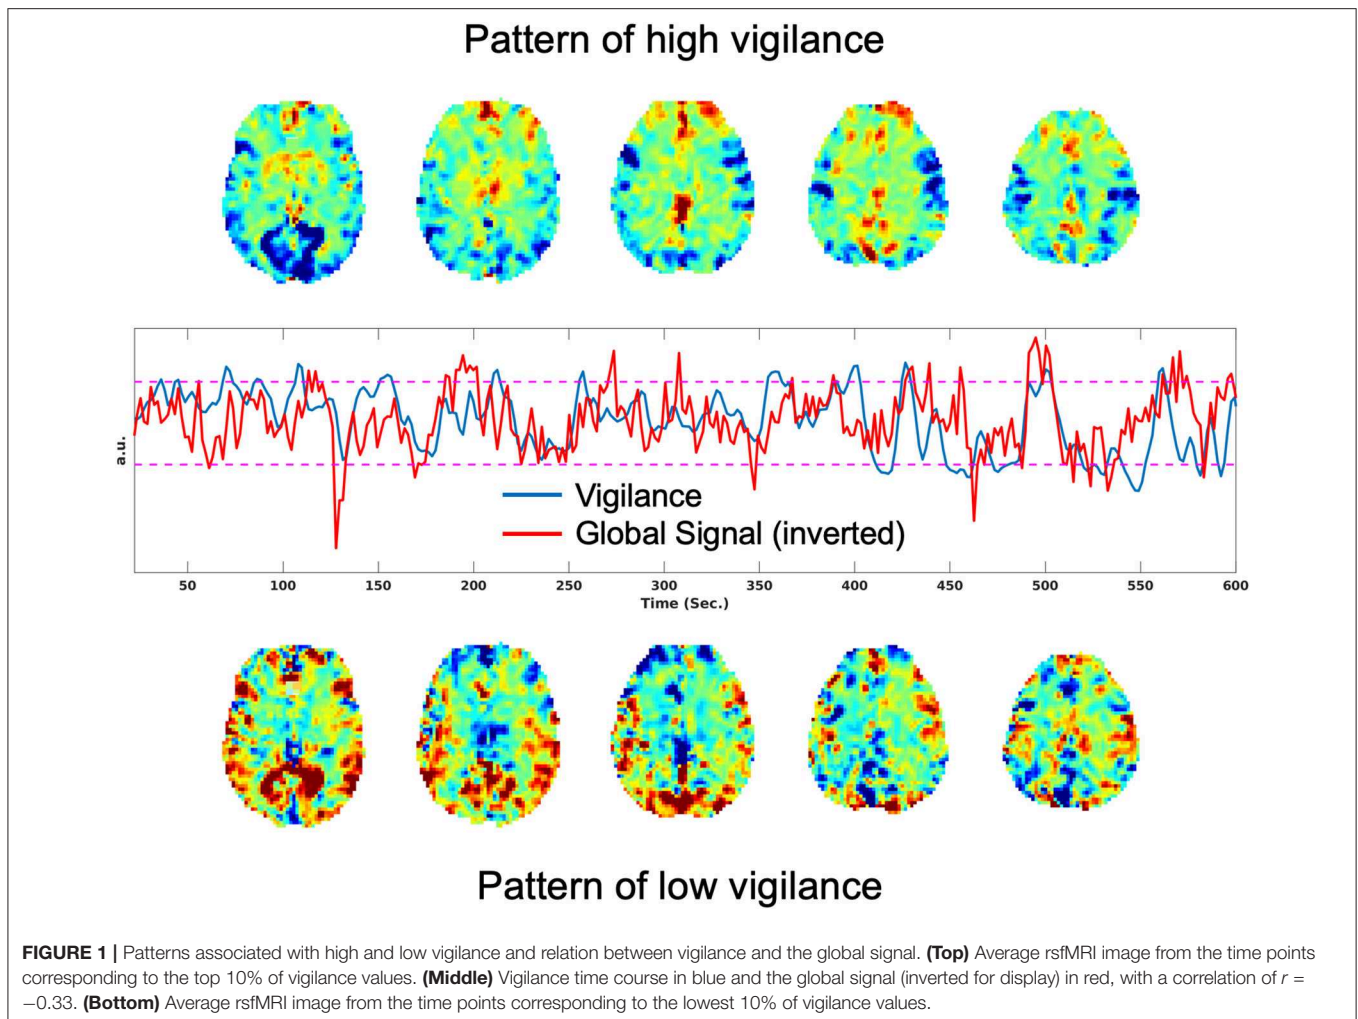 Pattern of high vigilance
a.u.
Vigilance
Global Signal (inverted)
50 100 150 200 250 300 350 400 450 500 550 600
Time (Sec.)
Pattern of low vigilance
FIGURE 1 | Patterns associated with high and low vigilance and relation between vigilance and the global signal. (Top) Average rsfMRI image from the time points
corresponding to the top 10% of vigilance values. (Middle) Vigilance time course in blue and the global signal (inverted for display) in red, with a correlation of r =
−0.33. (Bottom) Average rsfMRI image from the time points corresponding to the lowest 10% of vigilance values.